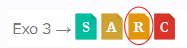 Exo 3 → S A R C